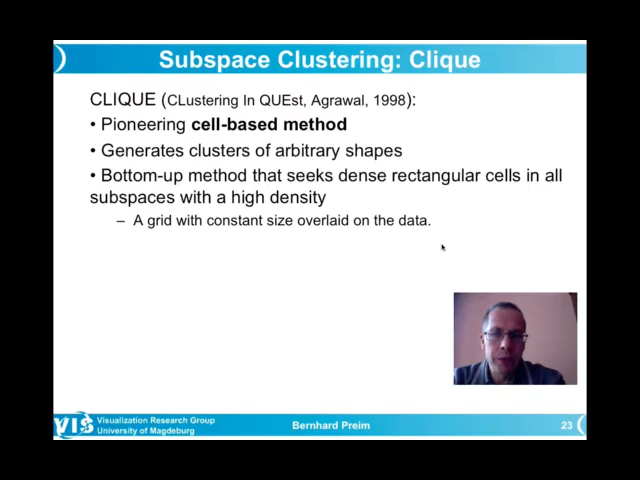 Subspace Clustering: Clique
CLIQUE (CLustering In QUEst, Agrawal, 1998):
• Pioneering cell-based method
• Generates clusters of arbitrary shapes
• Bottom-up method that seeks dense rectangular cells in all
subspaces with a high density
– A grid with constant size overlaid on the data.
VIS
Visualization Research Group
University of Magdeburg
Bernhard Preim
23